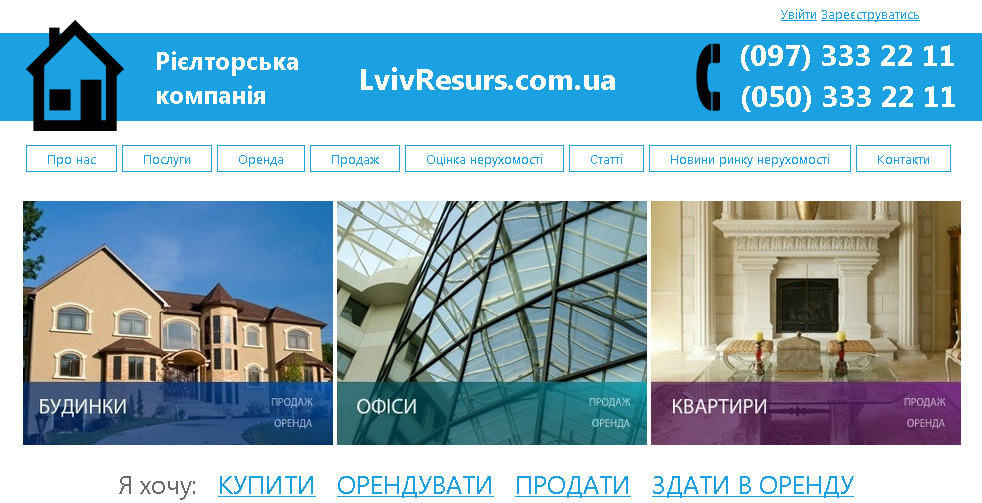 Увійти Зареєструватись
Рієлторська
компанія
LvivResurs.com.ua
(097) 333 22 11
(050) 333 22 11
Про нас Послуги Оренда Продаж Оцінка нерухомості Статті Новини ринку нерухомості Контакти
БУДИНКИ
ПРОДАЖ
ОРЕНДА
ОФІСИ
ПРОДАЖ
ОРЕНДА
КВАРТИРИ
ПРОДАЖ
ОРЕНДА
Я хочу: КУПИТИ ОРЕНДУВАТИ ПРОДАТИ ЗДАТИ В ОРЕНДУ